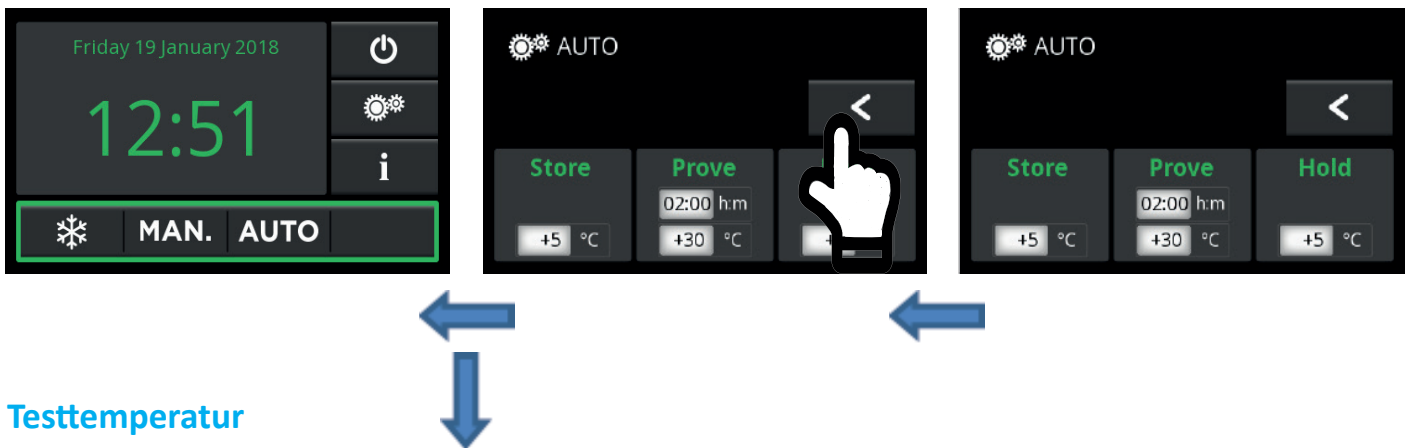 Friday 19 January 2018
12:51
i
MAN. AUTO
AUTO
<
Store
Prove
02:00 h:m
+5 °C
+30 °C
AUTO
<
Store
Prove
Hold
02:00 h:m
+5 °C
+30 °C
+5 °C
Testtemperatur